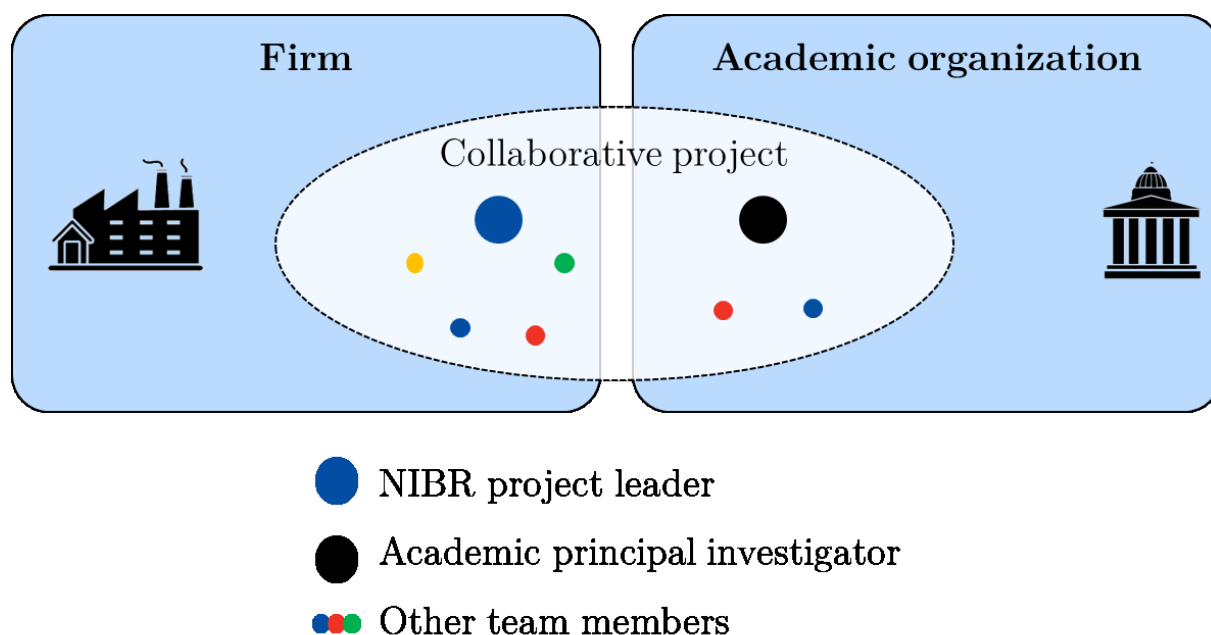 Firm
Academic organization
Collaborative project
NIBR project leader
Academic principal investigator
Other team members